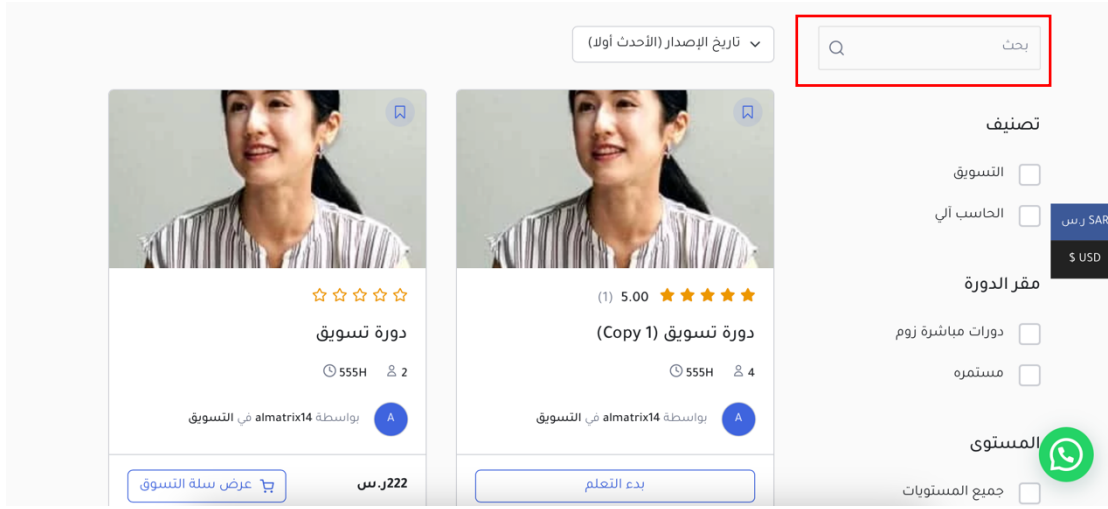 بحث
تصنيف
التسويق
الحاسب آلي
مقر الدورة
دورات مباشرة زوم
مستمره
المستوى
جميع المستويات
SAR ر.س
$ USD
تاريخ الإصدار (الأحدث أولا)
5.00 (1)
دورة تسويق (Copy 1)
4 555H
A
بواسطة almatrix14 في التسويق
بدء التعلم
دورة تسويق
2 555H
A
بواسطة almatrix14 في التسويق
222ر.س
عرض سلة التسوق